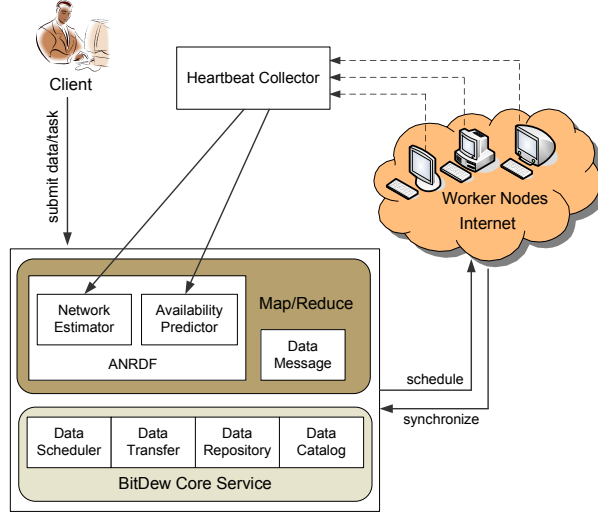 Client
Heartbeat Collector
submit data/task
Worker Nodes
Internet
Network
Estimator
Availability
Predictor
ANRDF
Map/Reduce
Data
Message
schedule
synchronize
Data
Scheduler
Data
Transfer
Data
Repository
Data
Catalog
BitDew Core Service